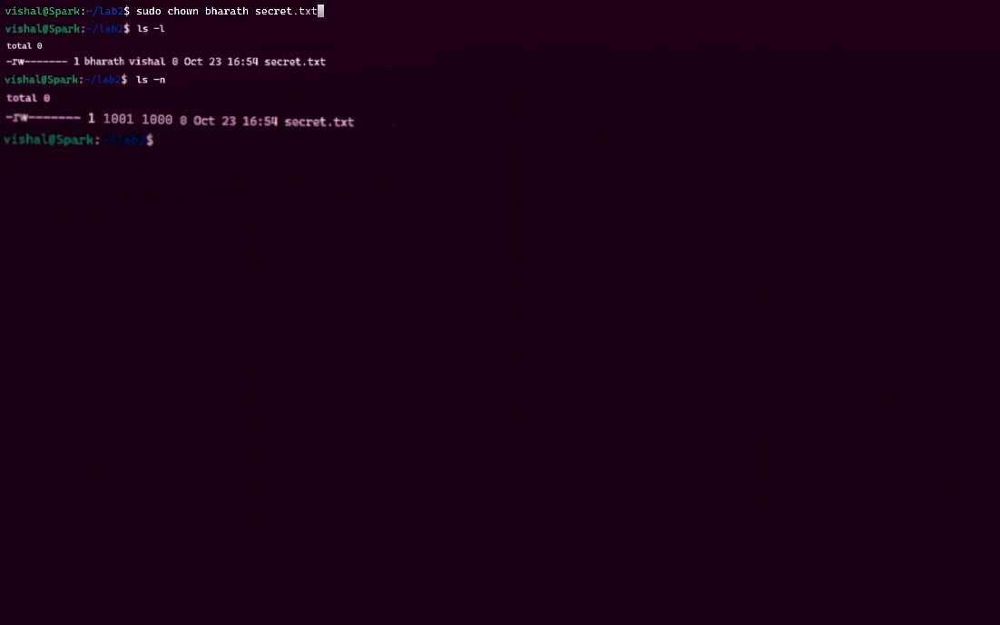 vishal@Spark:~/lab2$ sudo chown bharath secret.txt
vishal@Spark:~/lab2$ ls -l
total 0
-rw------- 1 bharath vishal 0 Oct 23 16:54 secret.txt
vishal@Spark:~/lab2$ ls -n
total 0
-rw------- 1 1001 1000 0 Oct 23 16:54 secret.txt
vishal@Spark:~/lab2$